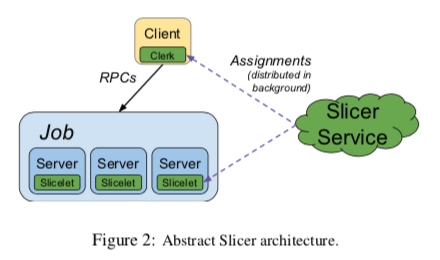 Client
Clerk
RPCs
Assignments
(distributed in
background)
Slicer
Service
Job
Server Server Server
Slicelet Slicelet Slicelet
Figure 2: Abstract Slicer architecture.